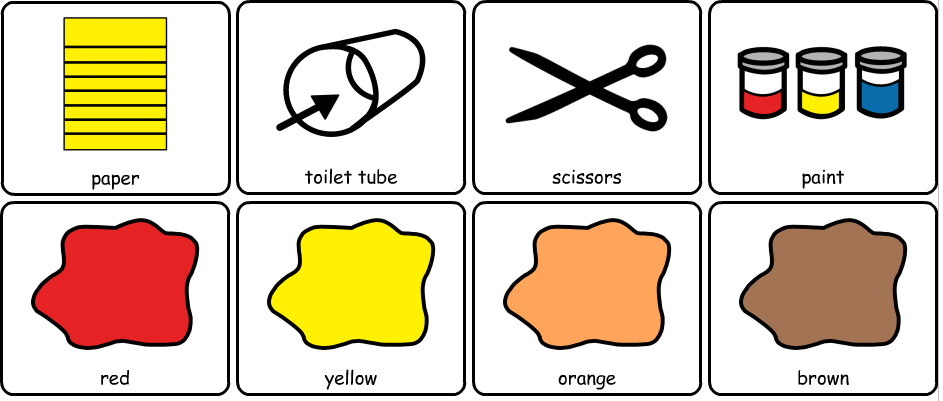 paper
toilet tube
scissors
paint
red
yellow
orange
brown